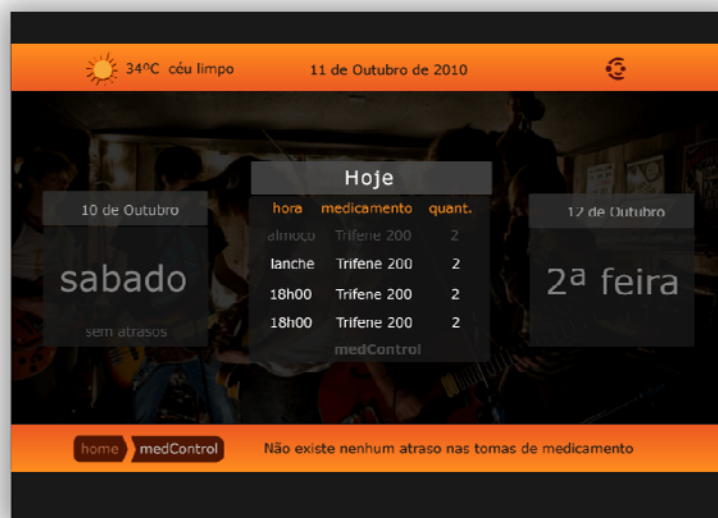 34ºC céu limpo
11 de Outubro de 2010
10 de Outubro
sabado
sem atrasos
Hoje
hora medicamento quant.
almoço Trifene 200 2
lanche Trifene 200 2
18h00 Trifene 200 2
18h00 Trifene 200 2
medControl
12 de Outubro
2ª feira
home medControl
Não existe nenhum atraso nas tomas de medicamento